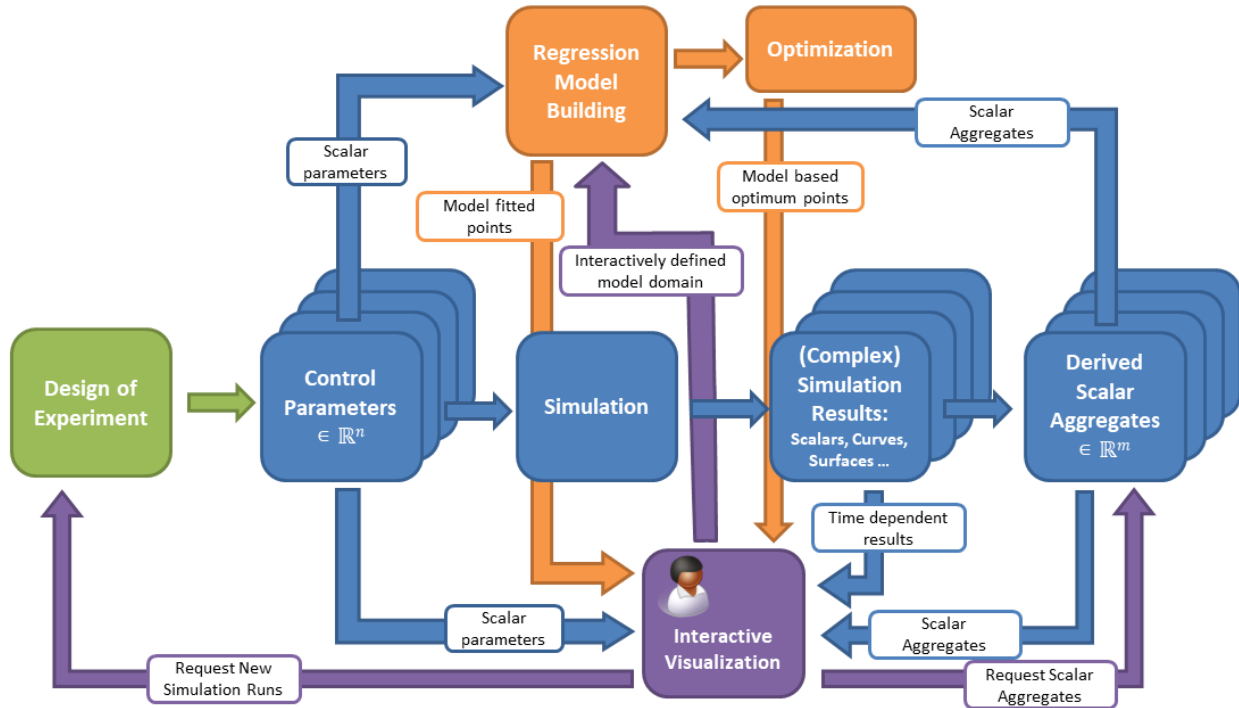 Regression
Model
Building
Optimization
Scalar
Aggregates
Scalar
parameters
Model fitted
points
Model based
optimum points
Interactively defined
model domain
Design of
Experiment
Control
Parameters
∈ ℝⁿ
Simulation
(Complex)
Simulation
Results:
Scalars, Curves,
Surfaces ...
Derived
Scalar
Aggregates
∈ ℝᵐ
Time dependent
results
Scalar
parameters
Interactive
Visualization
Scalar
Aggregates
Request New
Simulation Runs
Request Scalar
Aggregates